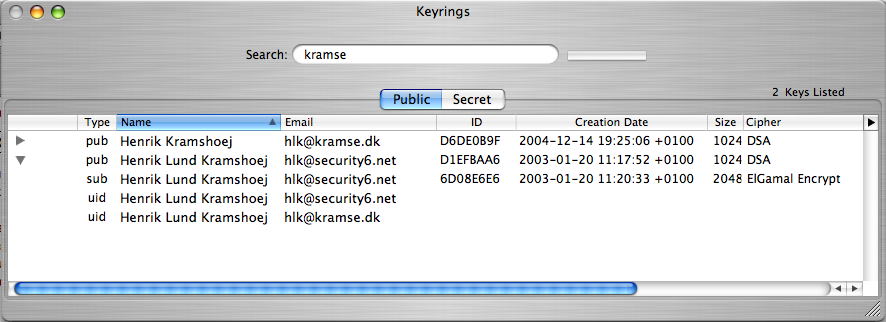 Keyrings
Search: kramse
Public Secret
2 Keys Listed
Type Name Email ID Creation Date Size Cipher
pub Henrik Kramshoej hlk@kramse.dk D6DE0B9F 2004-12-14 19:25:06 +0100 1024 DSA
pub Henrik Lund Kramshoej hlk@security6.net D1EFBAA6 2003-01-20 11:17:52 +0100 1024 DSA
sub Henrik Lund Kramshoej hlk@security6.net 6D08E6E6 2003-01-20 11:20:33 +0100 2048 ElGamal Encrypt
uid Henrik Lund Kramshoej hlk@security6.net
uid Henrik Lund Kramshoej hlk@kramse.dk